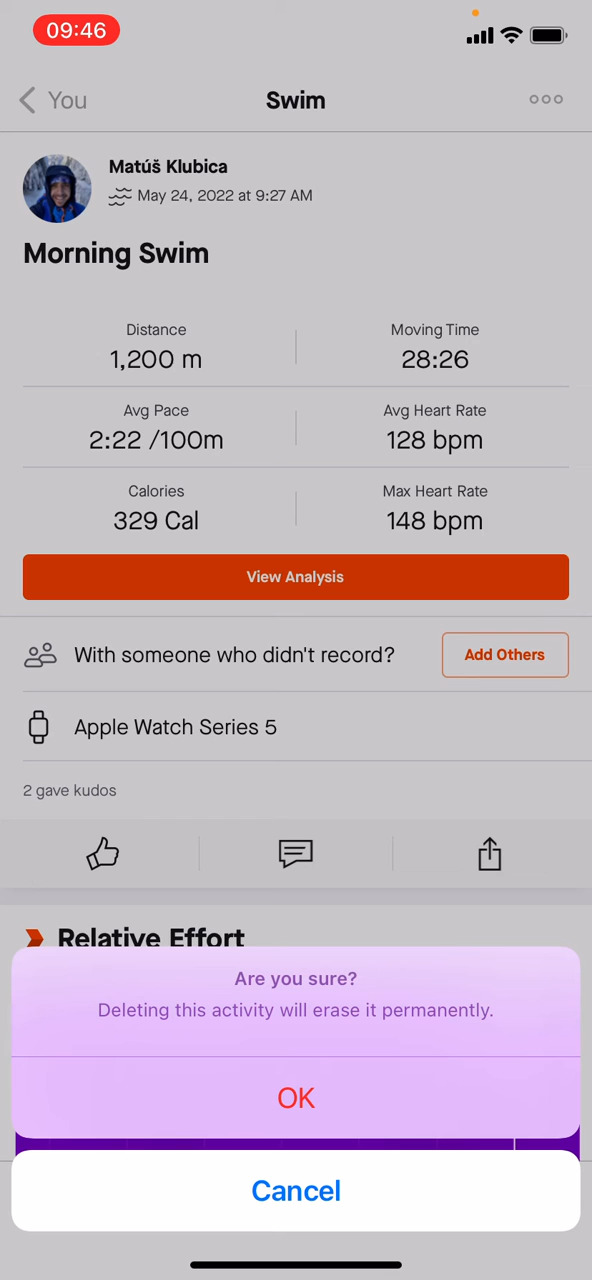 09:46
You
Swim
Matúš Klubica
May 24, 2022 at 9:27 AM
Morning Swim
Distance
1,200 m
Moving Time
28:26
Avg Pace
2:22 /100m
Avg Heart Rate
128 bpm
Calories
329 Cal
Max Heart Rate
148 bpm
View Analysis
With someone who didn't record?
Add Others
Apple Watch Series 5
2 gave kudos
Relative Effort
Are you sure?
Deleting this activity will erase it permanently.
OK
Cancel